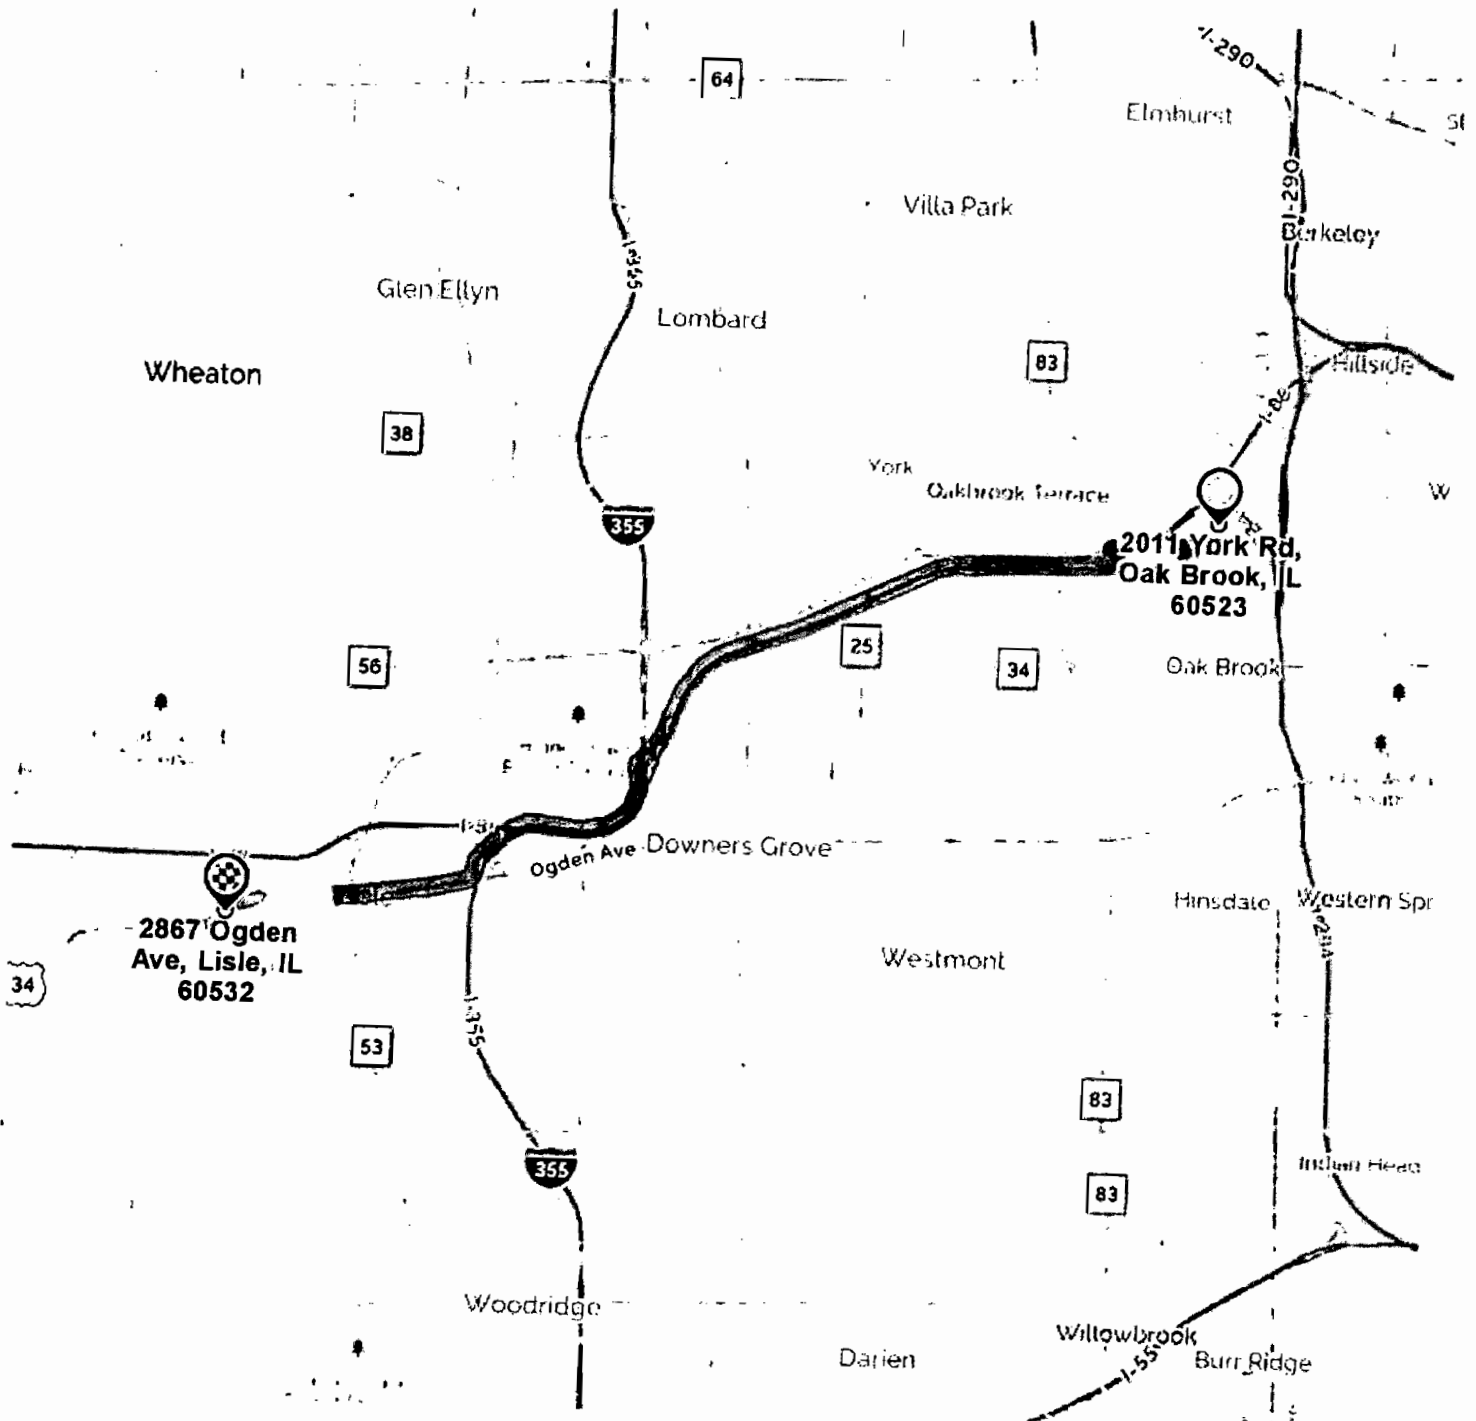 I-290
64
Elmhurst
I-290
Villa Park
Berkeley
I-355
Glen Ellyn
Lombard
83
Hillside
Wheaton
I-88
38
York
Oakbrook Terrace
W
355
2011 York Rd,
Oak Brook, IL
60523
25
56
34
Oak Brook
I-88
Ogden Ave
Downers Grove
Hinsdale
Western Spr
2867 Ogden
Ave, Lisle, IL
60532
I-294
Westmont
34
I-355
53
83
355
Indian Head
83
Woodridge
Willowbrook
Darien
I-55
Burr Ridge